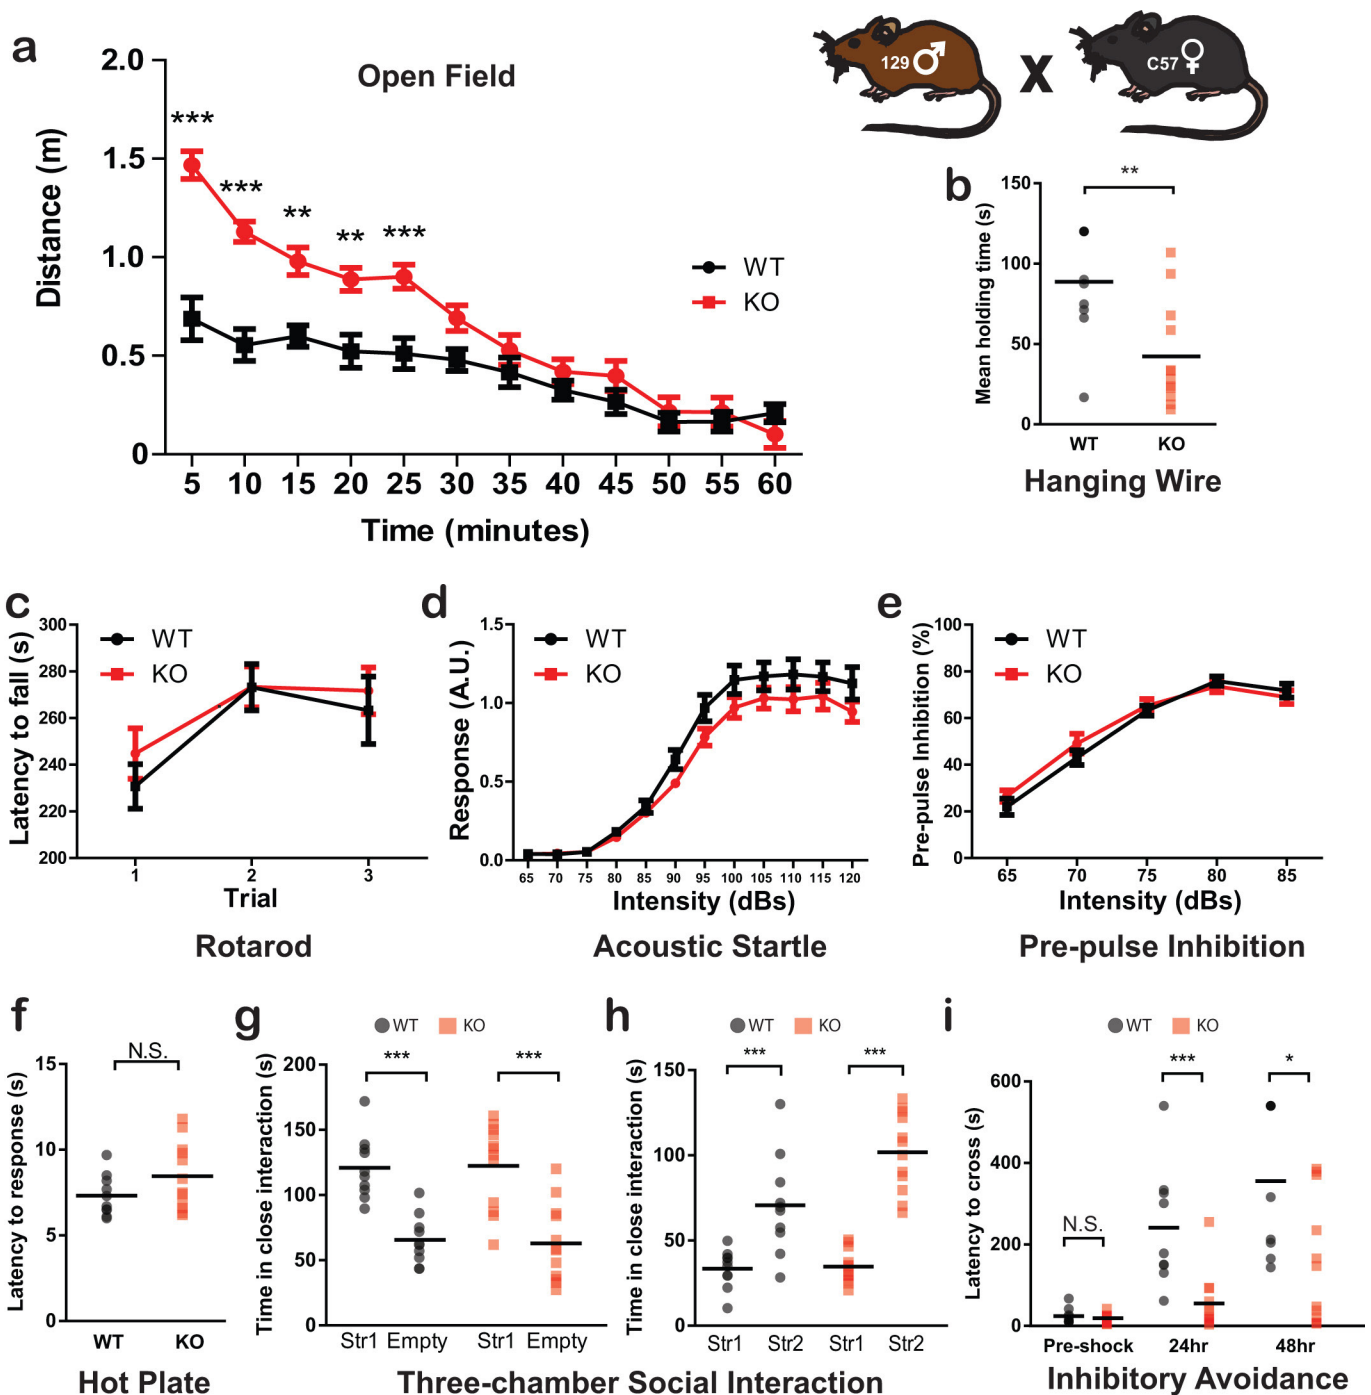 a
Open Field
2.0
1.5
1.0
0.5
0
Distance (m)
***
***
**
**
***
WT
KO
5 10 15 20 25 30 35 40 45 50 55 60
Time (minutes)
129 ♂ X C57 ♀
b
150
100
50
0
Mean holding time (s)
**
WT KO
Hanging Wire
c
300
280
260
240
220
200
Latency to fall (s)
WT
KO
1 2 3
Trial
Rotarod
d
1.5
1.0
0.5
0.0
Response (A.U.)
WT
KO
65 70 75 80 85 90 95 100 105 110 115 120
Intensity (dBs)
Acoustic Startle
e
100
80
60
40
20
0
Pre-pulse Inhibition (%)
WT
KO
65 70 75 80 85
Intensity (dBs)
Pre-pulse Inhibition
f
15
10
5
0
Latency to response (s)
N.S.
WT KO
Hot Plate
g
WT KO
200
150
100
50
0
Time in close interaction (s)
*** ***
Str1 Empty Str1 Empty
h
WT KO
150
100
50
0
Time in close interaction (s)
*** ***
Str1 Str2 Str1 Str2
Three-chamber Social Interaction
i
WT KO
600
400
200
0
Latency to cross (s)
N.S. *** *
Pre-shock 24hr 48hr
Inhibitory Avoidance